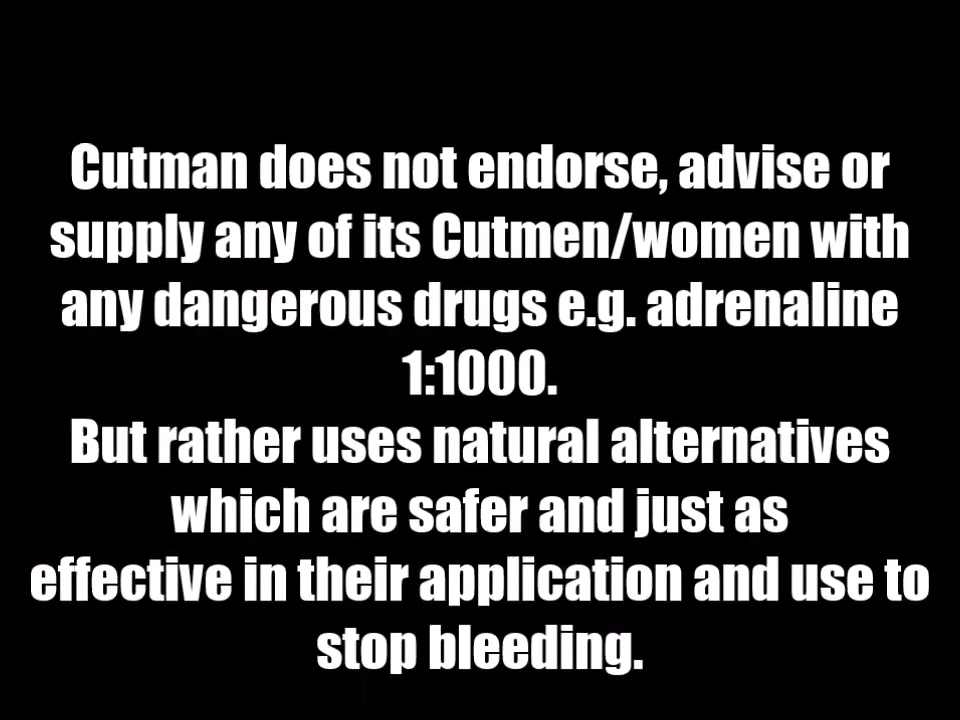 Cutman does not endorse, advise or
supply any of its Cutmen/women with
any dangerous drugs e.g. adrenaline
1:1000.
But rather uses natural alternatives
which are safer and just as
effective in their application and use to
stop bleeding.